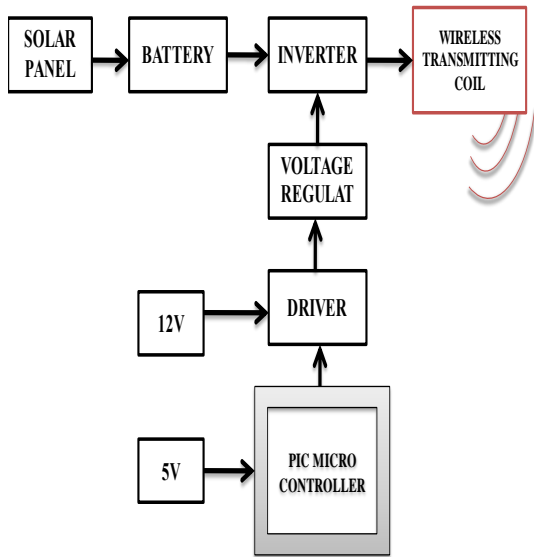 SOLAR
PANEL
BATTERY
INVERTER
WIRELESS
TRANSMITTING
COIL
VOLTAGE
REGULAT
12V
DRIVER
5V
PIC MICRO
CONTROLLER